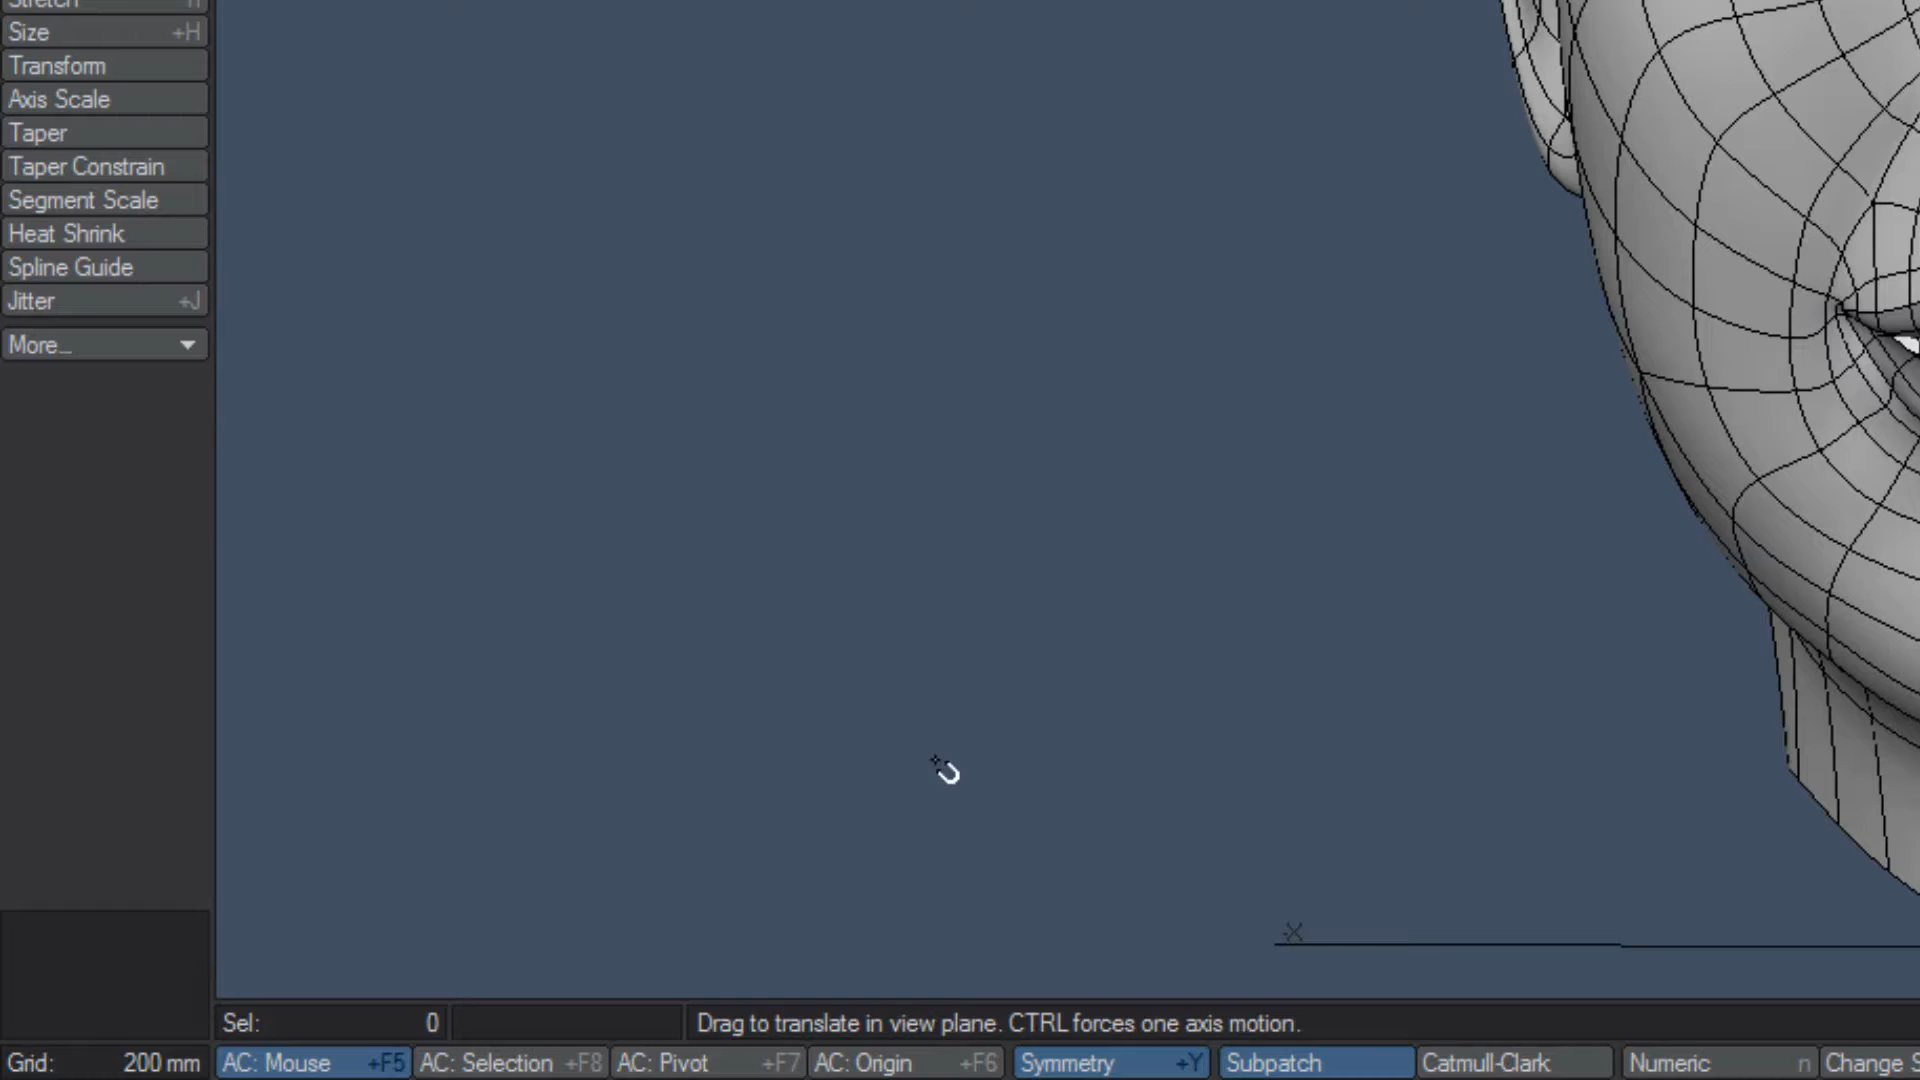 Stretch h
Size +H
Transform
Axis Scale
Taper
Taper Constrain
Segment Scale
Heat Shrink
Spline Guide
Jitter +J
More...
-X
Sel: 0
Drag to translate in view plane. CTRL forces one axis motion.
Grid: 200 mm
AC: Mouse +F5
AC: Selection +F8
AC: Pivot +F7
AC: Origin +F6
Symmetry +Y
Subpatch
Catmull-Clark
Numeric n
Change S